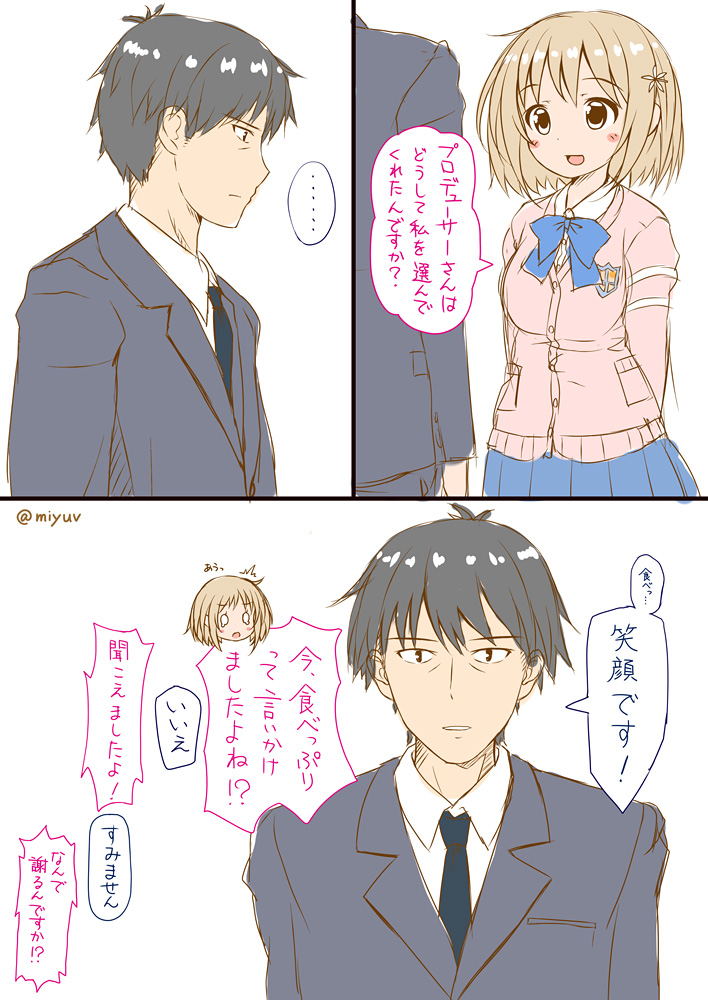 プロデューサーさんは
どうして私を選んで
くれたんですか?
・・・・・・
@miyuv
食べっ…
笑顔です!
あうっ
今、食べっぷり
って言いかけ
ましたよね!?
いいえ
聞こえましたよ!
すみません
なんで
謝るんですか!?